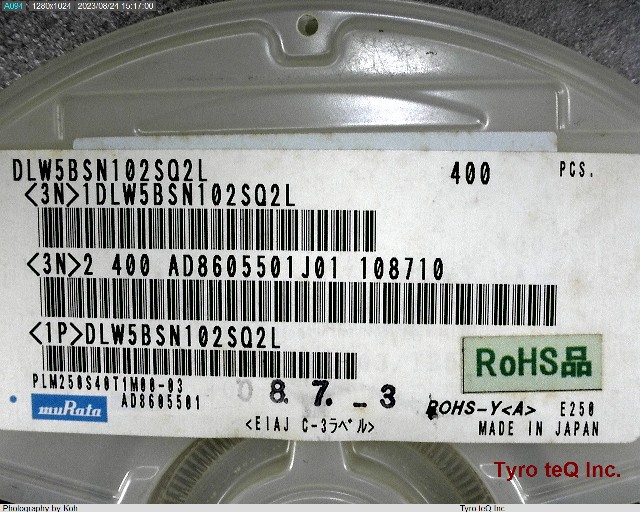 A094 1280x1024 2023/08/24 15:17:00
DLW5BSN102SQ2L 400 PCS.
<3N>1DLW5BSN102SQ2L
<3N>2 400 AD8605501J01 108710
<1P>DLW5BSN102SQ2L
RoHS品
PLM250S40T1M00-03
AD8605501
08.7.-3
ROHS-Y<A> E250
muRata
<EIAJ C-3ラベル>
MADE IN JAPAN
Tyro teQ Inc.
Photography by Koh Tyro teQ Inc